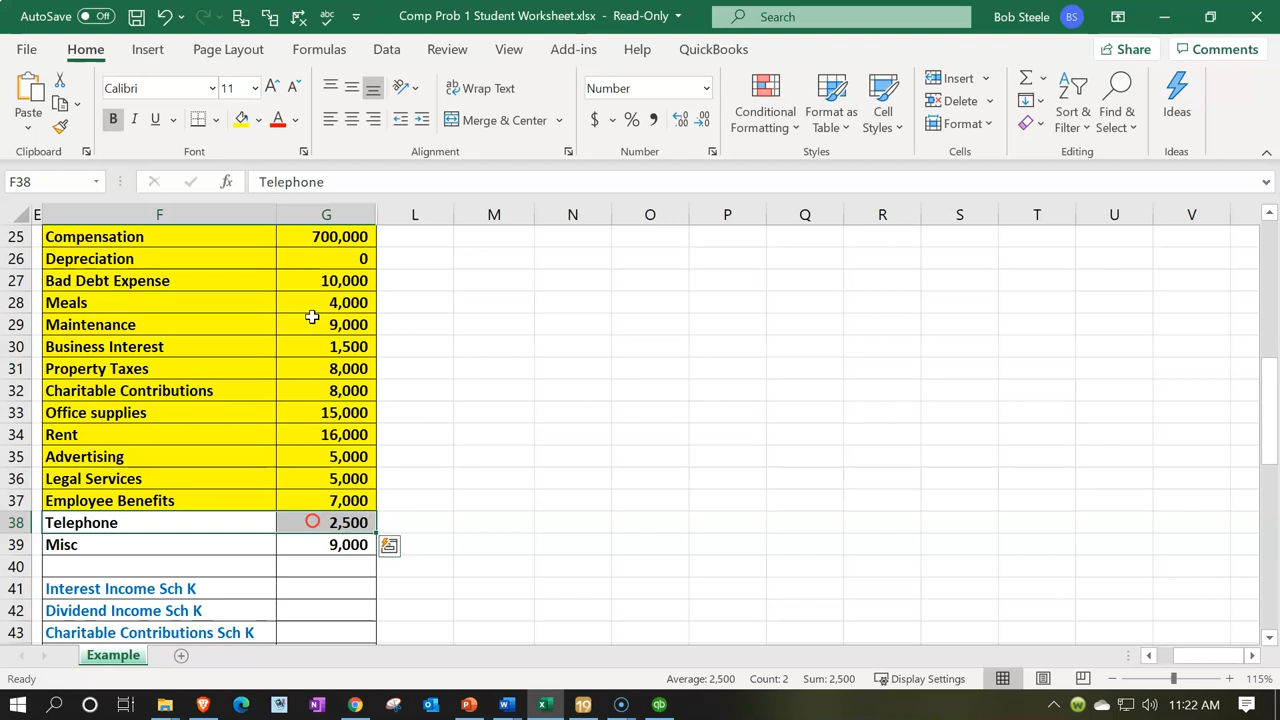 AutoSave Off Comp Prob 1 Student Worksheet.xlsx - Read-Only Search Bob Steele BS
File Home Insert Page Layout Formulas Data Review View Add-ins Help QuickBooks Share Comments
Calibri 11 Wrap Text Number Insert
Paste B I U A Merge & Center $ % Conditional Formatting Format as Table Cell Styles Delete Format Sort & Filter Find & Select Ideas
Clipboard Font Alignment Number Styles Cells Editing Ideas
F38 fx Telephone
E F G L M N O P Q R S T U V
25 Compensation 700,000
26 Depreciation 0
27 Bad Debt Expense 10,000
28 Meals 4,000
29 Maintenance 9,000
30 Business Interest 1,500
31 Property Taxes 8,000
32 Charitable Contributions 8,000
33 Office supplies 15,000
34 Rent 16,000
35 Advertising 5,000
36 Legal Services 5,000
37 Employee Benefits 7,000
38 Telephone 2,500
39 Misc 9,000
40
41 Interest Income Sch K
42 Dividend Income Sch K
43 Charitable Contributions Sch K
Example
Ready Average: 2,500 Count: 2 Sum: 2,500 Display Settings 115%
11:22 AM